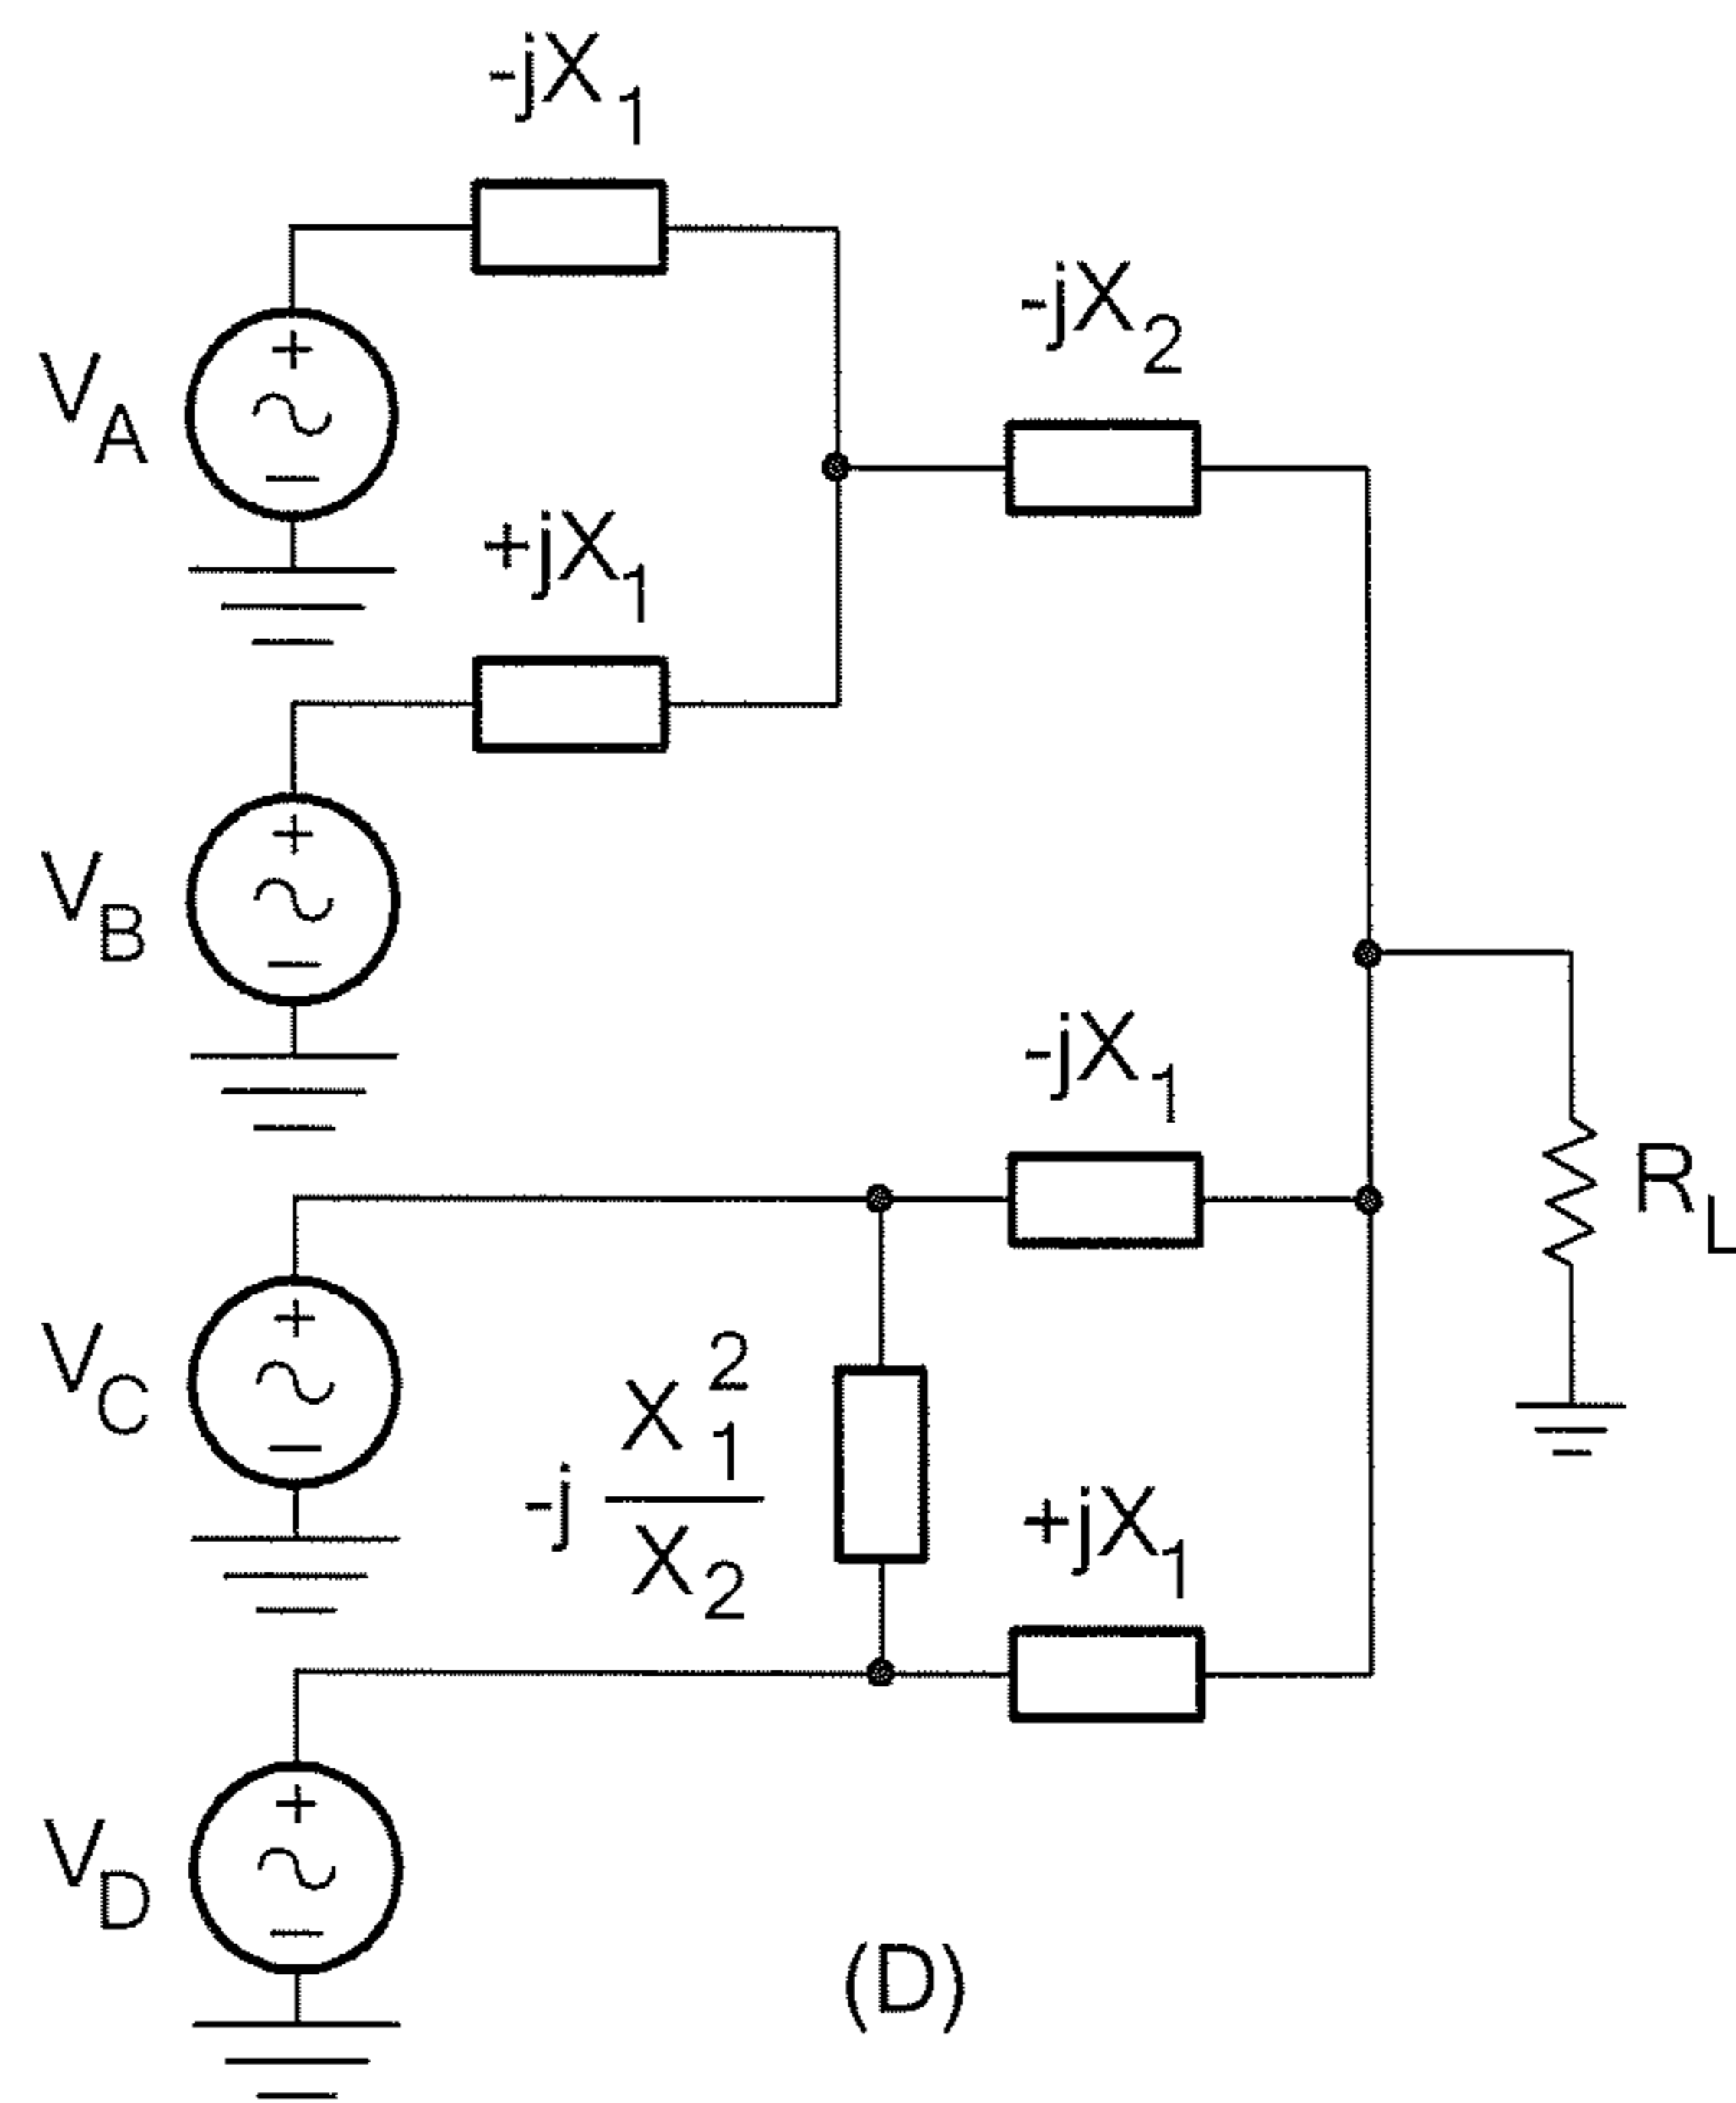 -jX1
-jX2
+
VA
−
+jX1
+
VB
−
-jX1
+
VC
−
-j X1^2 / X2
RL
+jX1
+
VD
−
(D)